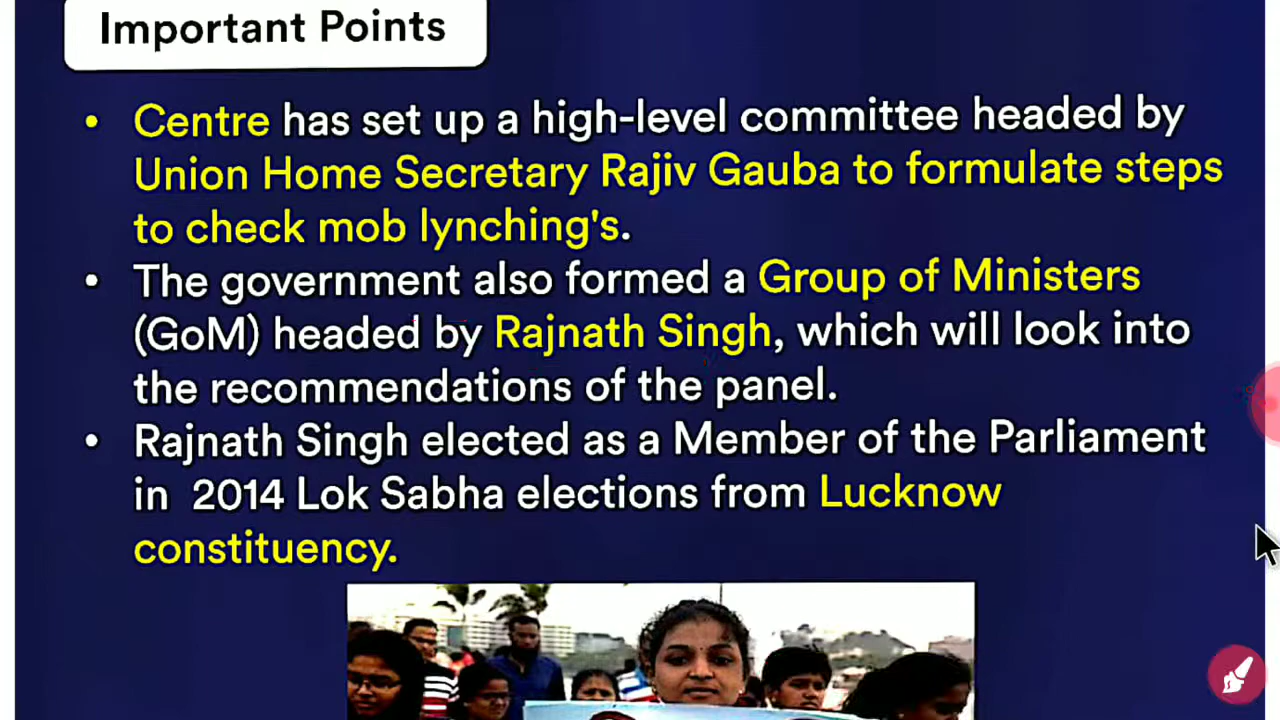 Important Points
• Centre has set up a high-level committee headed by
Union Home Secretary Rajiv Gauba to formulate steps
to check mob lynching's.
• The government also formed a Group of Ministers
(GoM) headed by Rajnath Singh, which will look into
the recommendations of the panel.
• Rajnath Singh elected as a Member of the Parliament
in 2014 Lok Sabha elections from Lucknow
constituency.